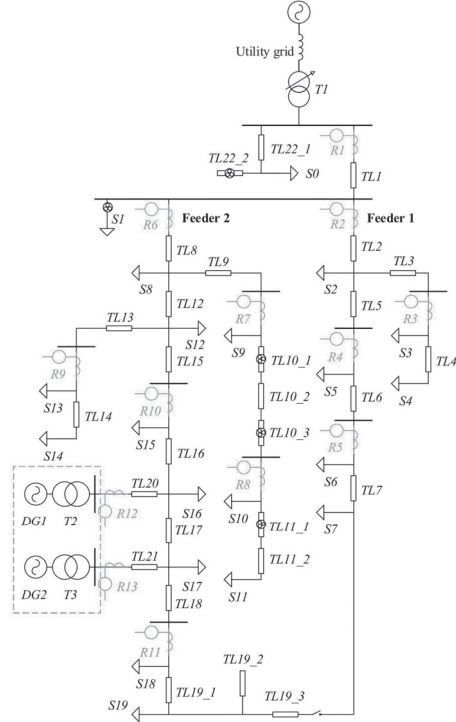 Utility grid
T1
R1
TL22_1
TL22_2
S0
TL1
S1
R6
Feeder 2
R2
Feeder 1
TL8
TL2
TL9
TL3
S8
S2
TL12
TL5
R7
R3
TL13
S12
S9
R4
S3
TL15
TL10_1
TL4
R9
S5
S4
S13
R10
TL10_2
TL6
TL14
S15
TL10_3
R5
S14
TL16
R8
S6
TL20
TL7
S16
S10
DG1
T2
R12
TL11_1
S7
TL17
TL21
TL11_2
S17
DG2
T3
R13
S11
TL18
R11
S18
TL19_2
S19
TL19_1
TL19_3